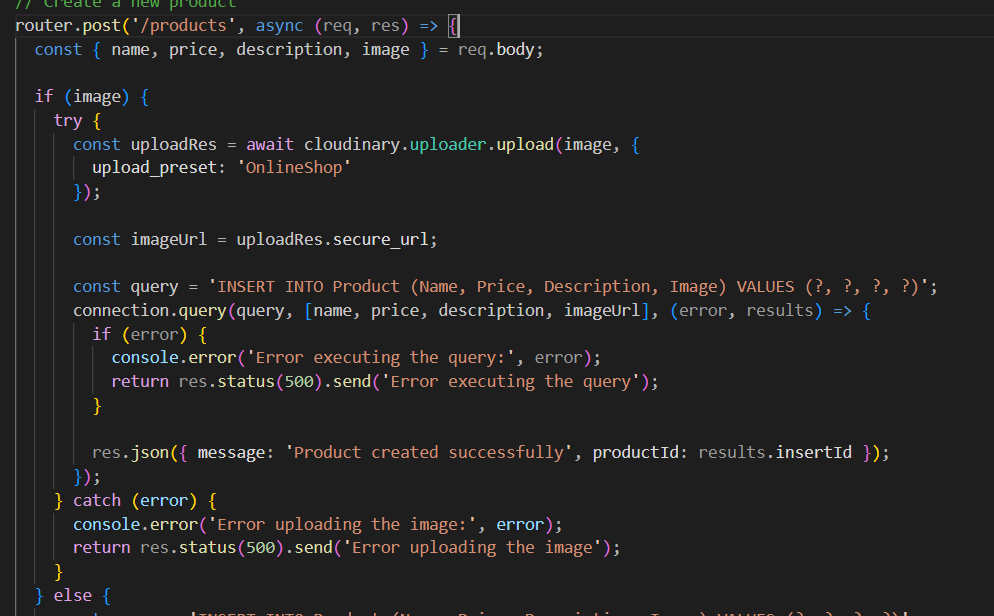 // Create a new product
router.post('/products', async (req, res) => {
const { name, price, description, image } = req.body;
if (image) {
try {
const uploadRes = await cloudinary.uploader.upload(image, {
upload_preset: 'OnlineShop'
});
const imageUrl = uploadRes.secure_url;
const query = 'INSERT INTO Product (Name, Price, Description, Image) VALUES (?, ?, ?, ?)';
connection.query(query, [name, price, description, imageUrl], (error, results) => {
if (error) {
console.error('Error executing the query:', error);
return res.status(500).send('Error executing the query');
}
res.json({ message: 'Product created successfully', productId: results.insertId });
});
} catch (error) {
console.error('Error uploading the image:', error);
return res.status(500).send('Error uploading the image');
}
} else {